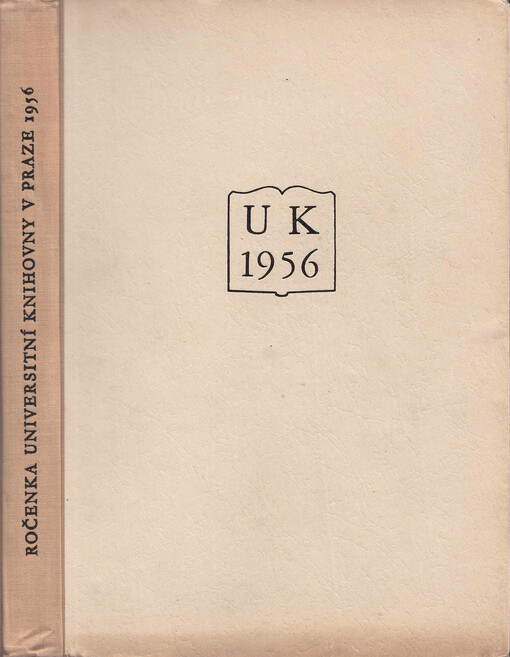 ROČENKA UNIVERSITNÍ KNIHOVNY V PRAZE 1956
U K
1956